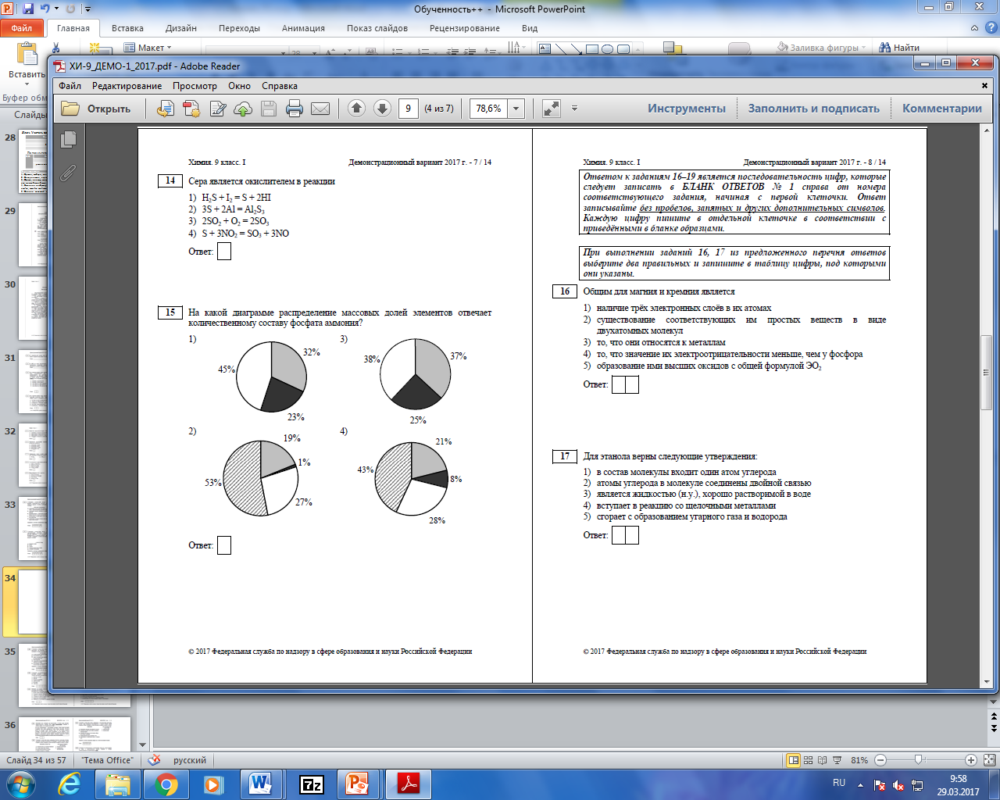 Обученность++ - Microsoft PowerPoint
Файл Главная Вставка Дизайн Переходы Анимация Показ слайдов Рецензирование Вид
Макет
Заливка фигуры
Найти
Вставить
Буфер обм
Слайды
ХИ-9_ДЕМО-1_2017.pdf - Adobe Reader
Файл Редактирование Просмотр Окно Справка
Открыть 9 (4 из 7) 78,6% Инструменты Заполнить и подписать Комментарии
28
29
30
31
32
33
34
35
36
Химия. 9 класс. I Демонстрационный вариант 2017 г. - 7 / 14
14 Сера является окислителем в реакции
1) H₂S + I₂ = S + 2HI
2) 3S + 2Al = Al₂S₃
3) 2SO₂ + O₂ = 2SO₃
4) S + 3NO₂ = SO₃ + 3NO
Ответ:
15 На какой диаграмме распределение массовых долей элементов отвечает
количественному составу фосфата аммония?
1) 32% 23% 45%
3) 37% 25% 38%
2) 19% 1% 27% 53%
4) 21% 8% 28% 43%
Ответ:
© 2017 Федеральная служба по надзору в сфере образования и науки Российской Федерации
Химия. 9 класс. I Демонстрационный вариант 2017 г. - 8 / 14
Ответом к заданиям 16–19 является последовательность цифр, которые
следует записать в БЛАНК ОТВЕТОВ № 1 справа от номера
соответствующего задания, начиная с первой клеточки. Ответ
записывайте без пробелов, запятых и других дополнительных символов.
Каждую цифру пишите в отдельной клеточке в соответствии с
приведёнными в бланке образцами.
При выполнении заданий 16, 17 из предложенного перечня ответов
выберите два правильных и запишите в таблицу цифры, под которыми
они указаны.
16 Общим для магния и кремния является
1) наличие трёх электронных слоёв в их атомах
2) существование соответствующих им простых веществ в виде
двухатомных молекул
3) то, что они относятся к металлам
4) то, что значение их электроотрицательности меньше, чем у фосфора
5) образование ими высших оксидов с общей формулой ЭО₂
Ответ:
17 Для этанола верны следующие утверждения:
1) в состав молекулы входит один атом углерода
2) атомы углерода в молекуле соединены двойной связью
3) является жидкостью (н.у.), хорошо растворимой в воде
4) вступает в реакцию со щелочными металлами
5) сгорает с образованием угарного газа и водорода
Ответ:
© 2017 Федеральная служба по надзору в сфере образования и науки Российской Федерации
Слайд 34 из 57 "Тема Office" русский 81%
RU 9:58
29.03.2017